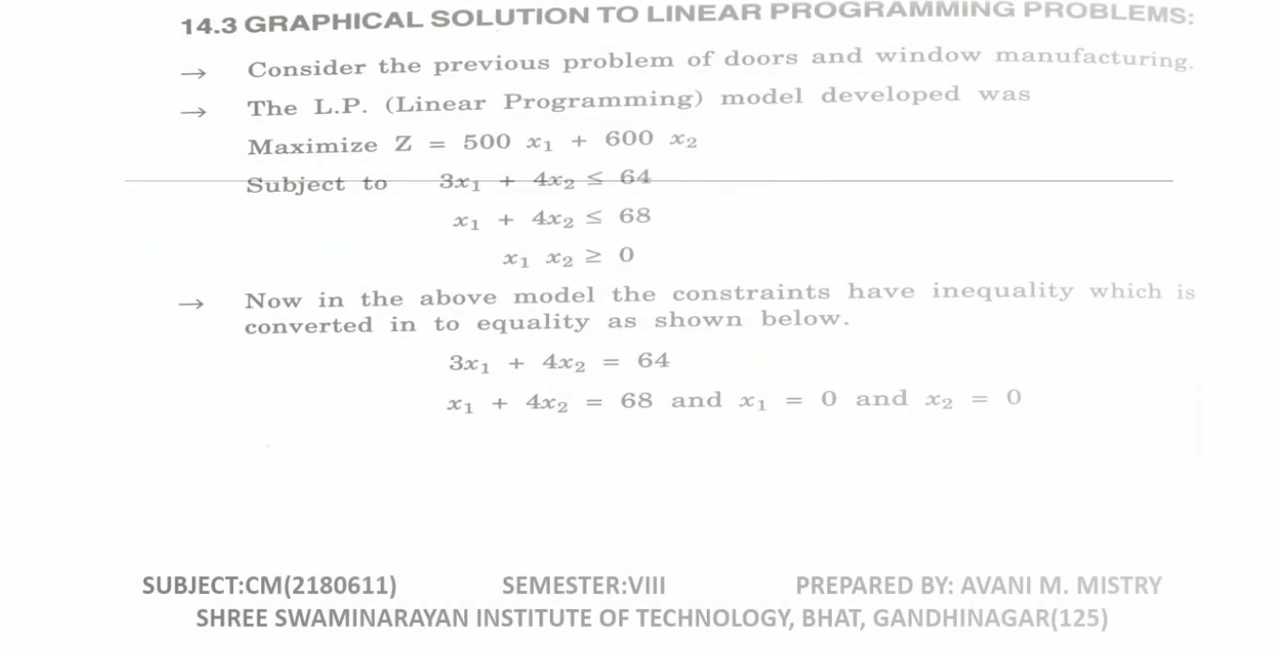 14.3 GRAPHICAL SOLUTION TO LINEAR PROGRAMMING PROBLEMS:
→ Consider the previous problem of doors and window manufacturing.
→ The L.P. (Linear Programming) model developed was
Maximize Z = 500 x₁ + 600 x₂
Subject to 3x₁ + 4x₂ ≤ 64
x₁ + 4x₂ ≤ 68
x₁ x₂ ≥ 0
→ Now in the above model the constraints have inequality which is
converted in to equality as shown below.
3x₁ + 4x₂ = 64
x₁ + 4x₂ = 68 and x₁ = 0 and x₂ = 0
SUBJECT:CM(2180611) SEMESTER:VIII PREPARED BY: AVANI M. MISTRY
SHREE SWAMINARAYAN INSTITUTE OF TECHNOLOGY, BHAT, GANDHINAGAR(125)